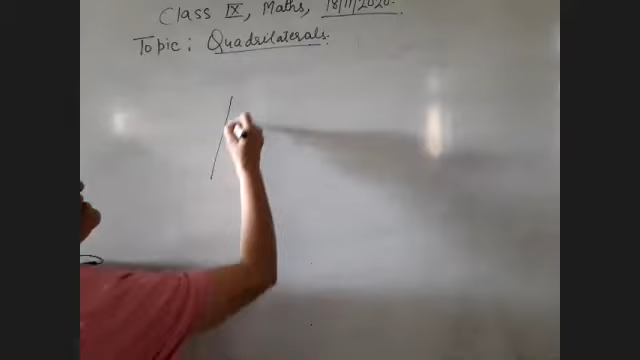 Class IX, Maths, 18/11/2020.
Topic: Quadrilaterals: